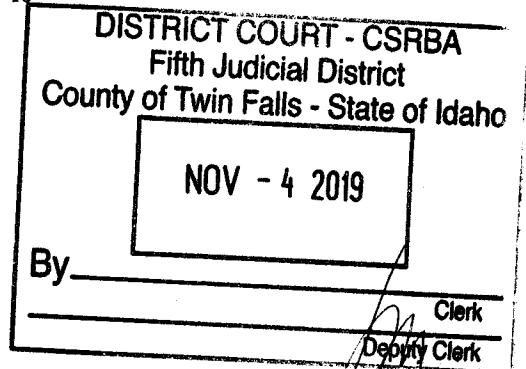 DISTRICT COURT - CSRBA
Fifth Judicial District
County of Twin Falls - State of Idaho
NOV - 4 2019
By
Clerk
Deputy Clerk